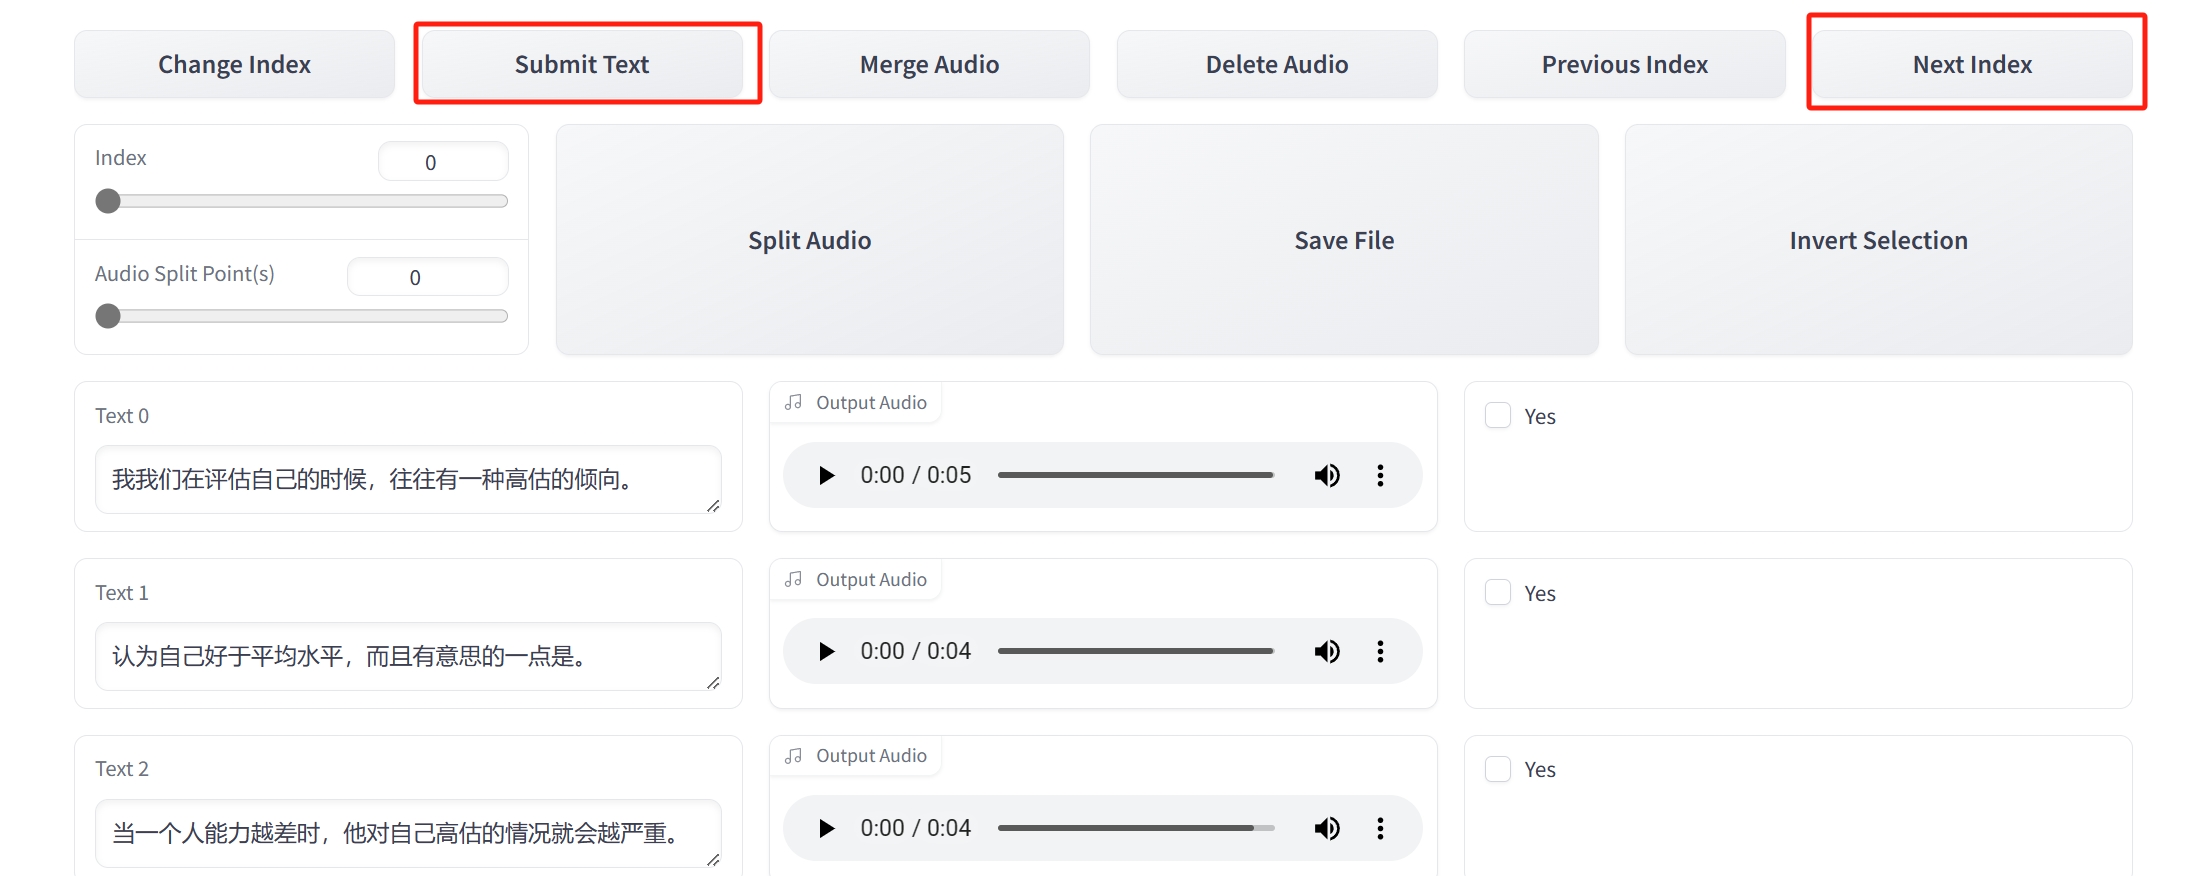 Change Index
Submit Text
Merge Audio
Delete Audio
Previous Index
Next Index
Index
0
Audio Split Point(s)
0
Split Audio
Save File
Invert Selection
Text 0
我我们在评估自己的时候，往往有一种高估的倾向。
Output Audio
0:00 / 0:05
Yes
Text 1
认为自己好于平均水平，而且有意思的一点是。
Output Audio
0:00 / 0:04
Yes
Text 2
当一个人能力越差时，他对自己高估的情况就会越严重。
Output Audio
0:00 / 0:04
Yes